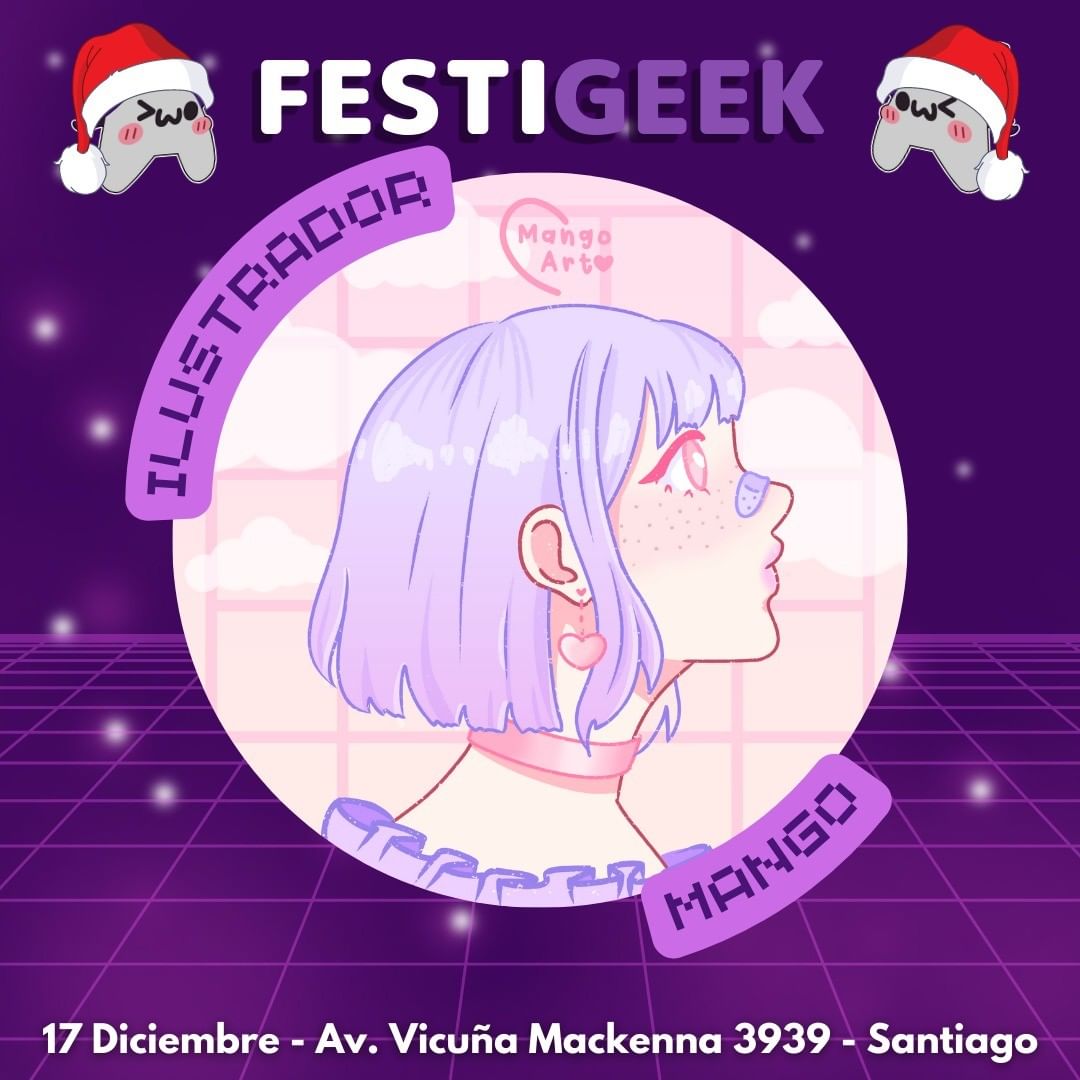 FESTIGEEK
ILUSTRADOR
Mango
Art
MANGO
17 Diciembre - Av. Vicuña Mackenna 3939 - Santiago